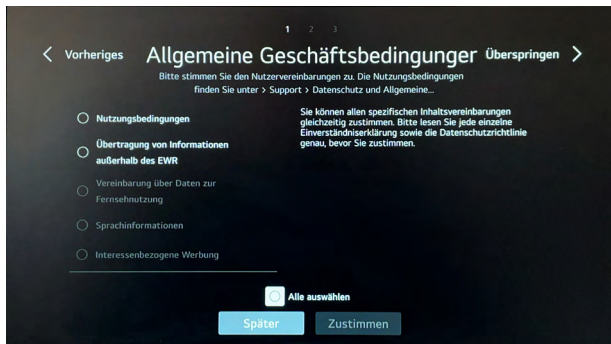 1 2 3
Vorheriges
Allgemeine Geschäftsbedingunger
Überspringen
Bitte stimmen Sie den Nutzervereinbarungen zu. Die Nutzungsbedingungen
finden Sie unter > Support > Datenschutz und Allgemeine...
Nutzungsbedingungen
Übertragung von Informationen
außerhalb des EWR
Vereinbarung über Daten zur
Fernsehnutzung
Sprachinformationen
Interessenbezogene Werbung
Sie können allen spezifischen Inhaltsvereinbarungen
gleichzeitig zustimmen. Bitte lesen Sie jede einzelne
Einverständniserklärung sowie die Datenschutzrichtlinie
genau, bevor Sie zustimmen.
Alle auswählen
Später
Zustimmen